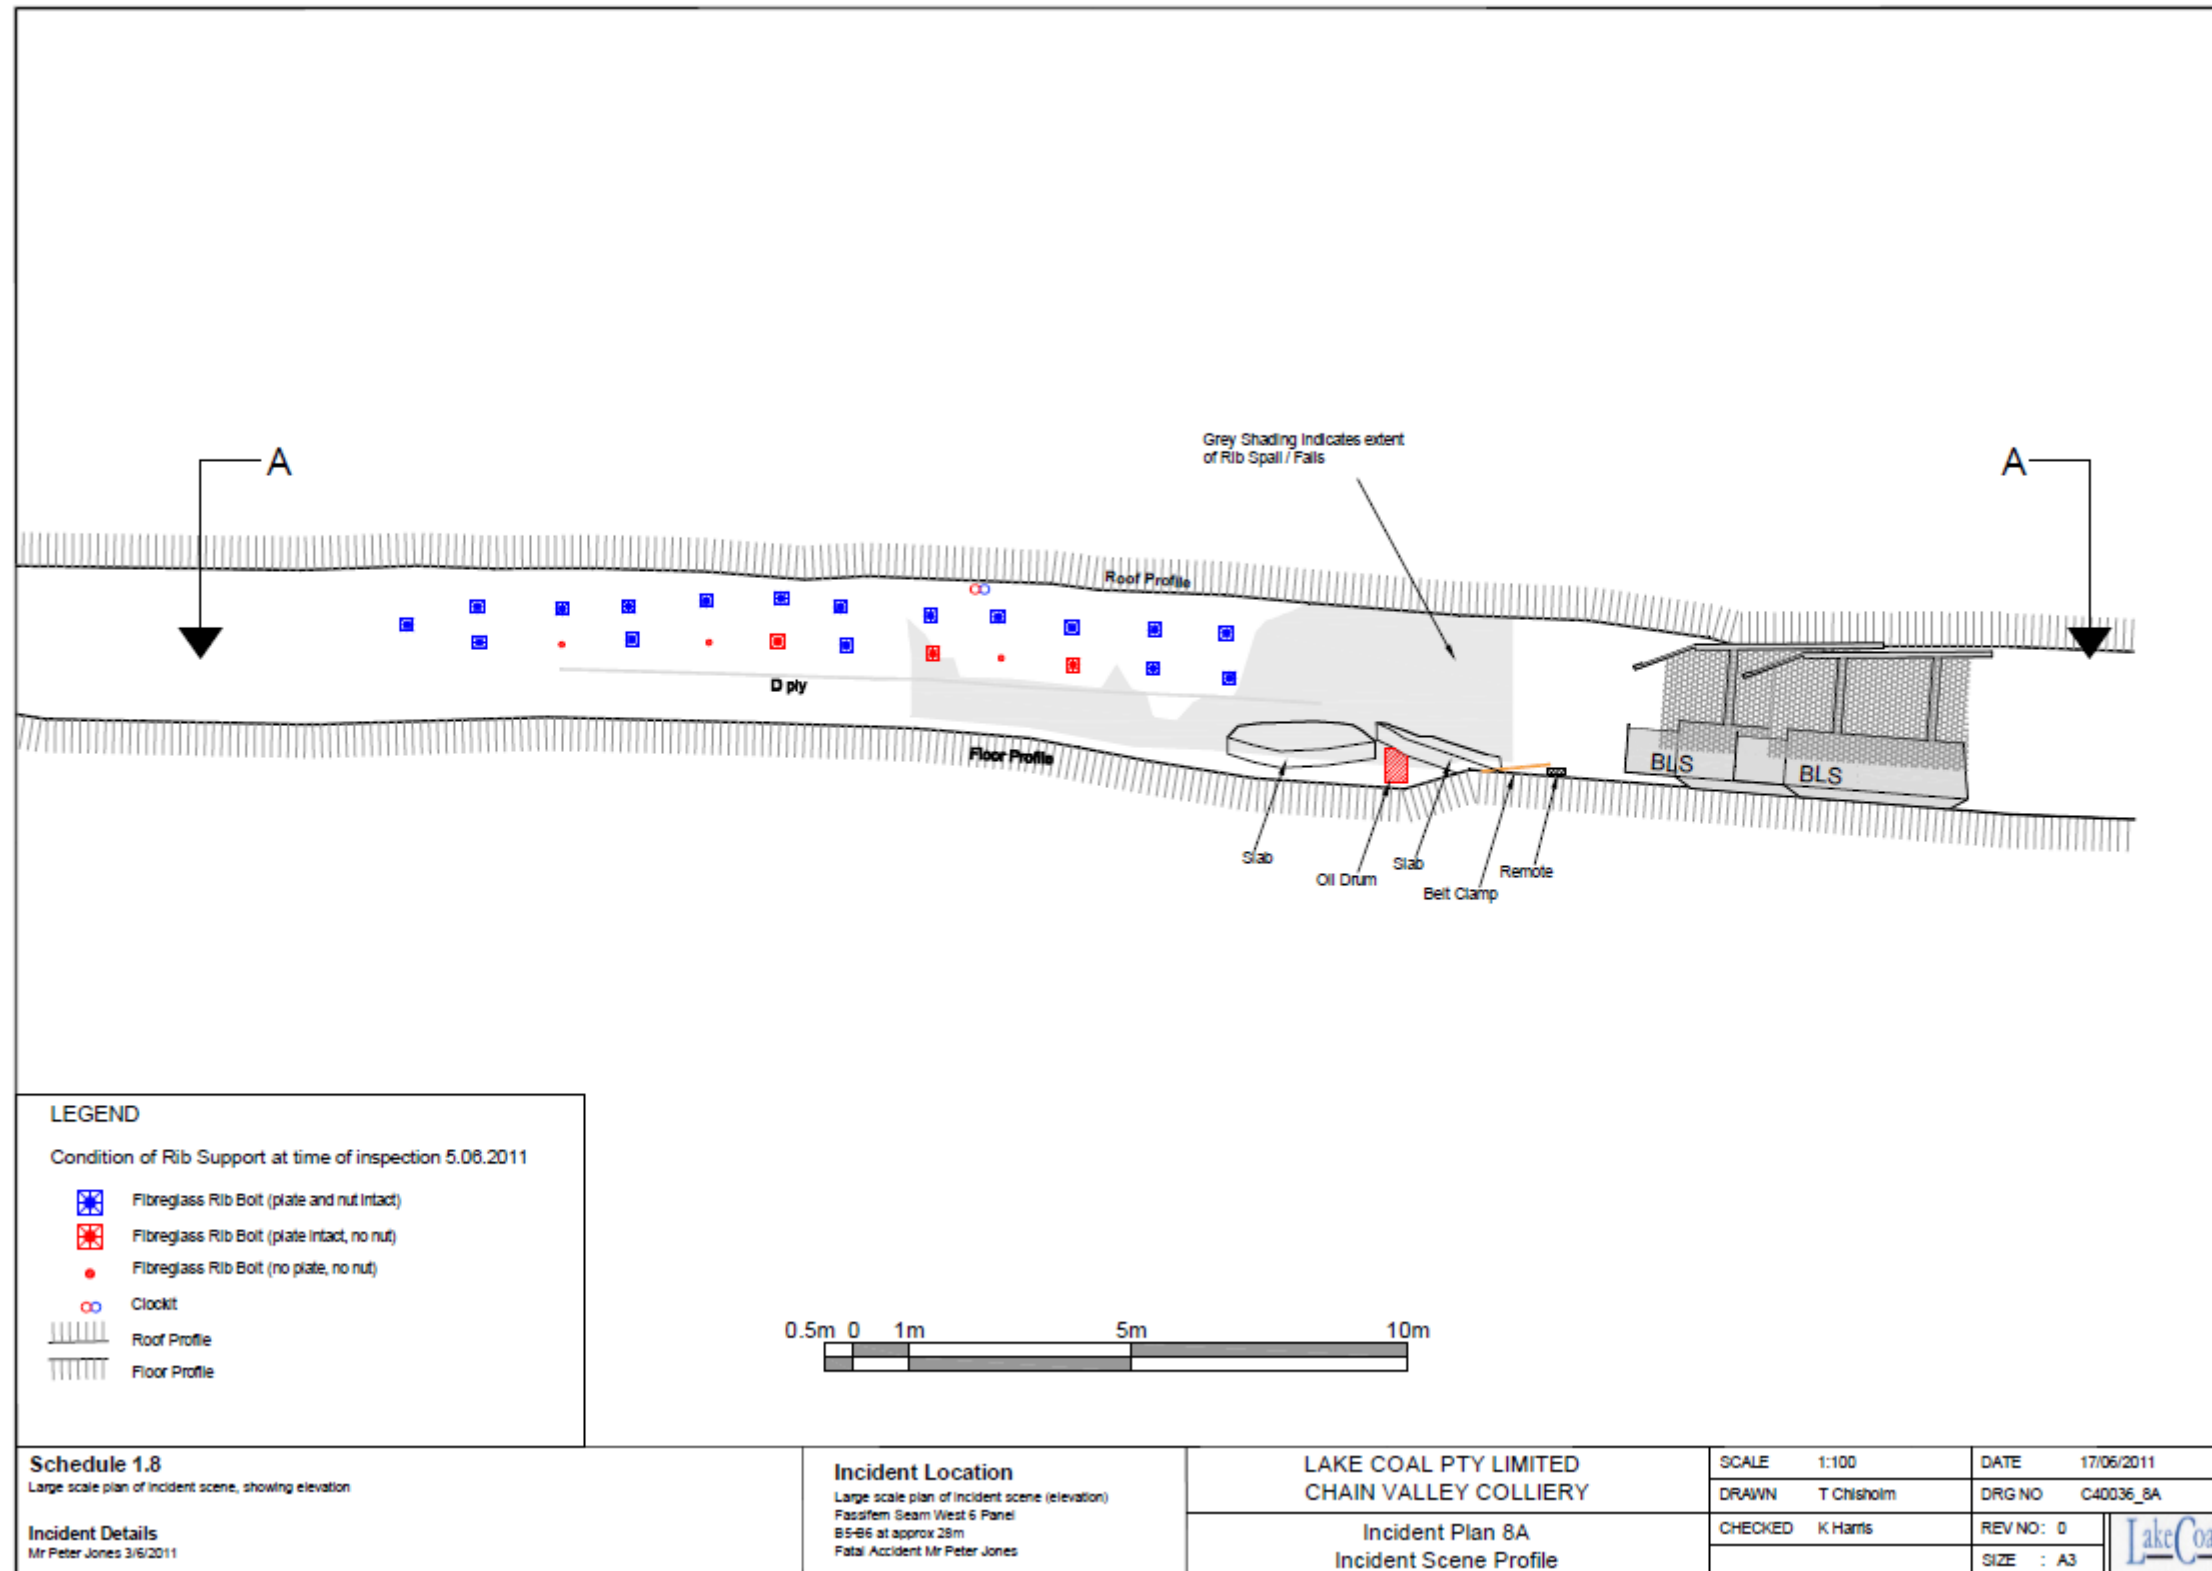 Grey Shading Indicates extent
of Rib Spall / Falls
A
A
Roof Profile
D ply
Floor Profile
BLS
BLS
Slab
Oil Drum
Slab
Belt Clamp
Remote
LEGEND
Condition of Rib Support at time of inspection 5.06.2011
Fibreglass Rib Bolt (plate and nut intact)
Fibreglass Rib Bolt (plate intact, no nut)
Fibreglass Rib Bolt (no plate, no nut)
Clockit
Roof Profile
Floor Profile
0.5m 0 1m 5m 10m
Schedule 1.8
Large scale plan of incident scene, showing elevation
Incident Details
Mr Peter Jones 3/6/2011
Incident Location
Large scale plan of incident scene (elevation)
Fassifern Seam West 6 Panel
B5-B6 at approx 28m
Fatal Accident Mr Peter Jones
LAKE COAL PTY LIMITED
CHAIN VALLEY COLLIERY
Incident Plan 8A
Incident Scene Profile
SCALE 1:100
DRAWN T Chisholm
CHECKED K Harris
DATE 17/06/2011
DRG NO C40036_8A
REV NO: 0
SIZE : A3
LakeCoa